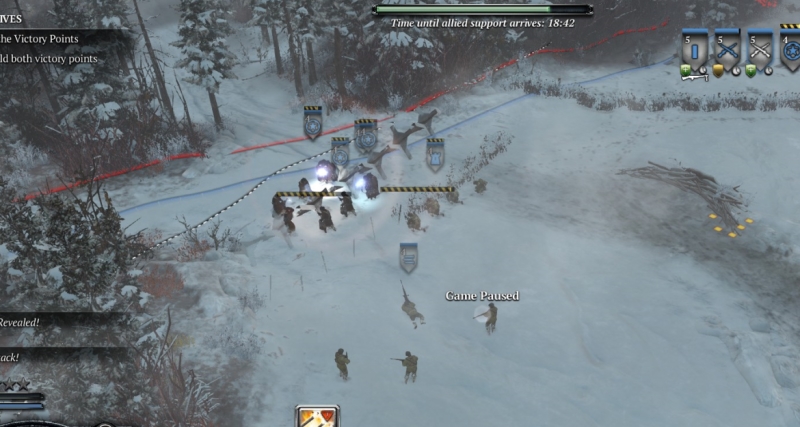 IVES
he Victory Points
ld both victory points
Time until allied support arrives: 18:42
5
5
5
4
Game Paused
Revealed!
ack!